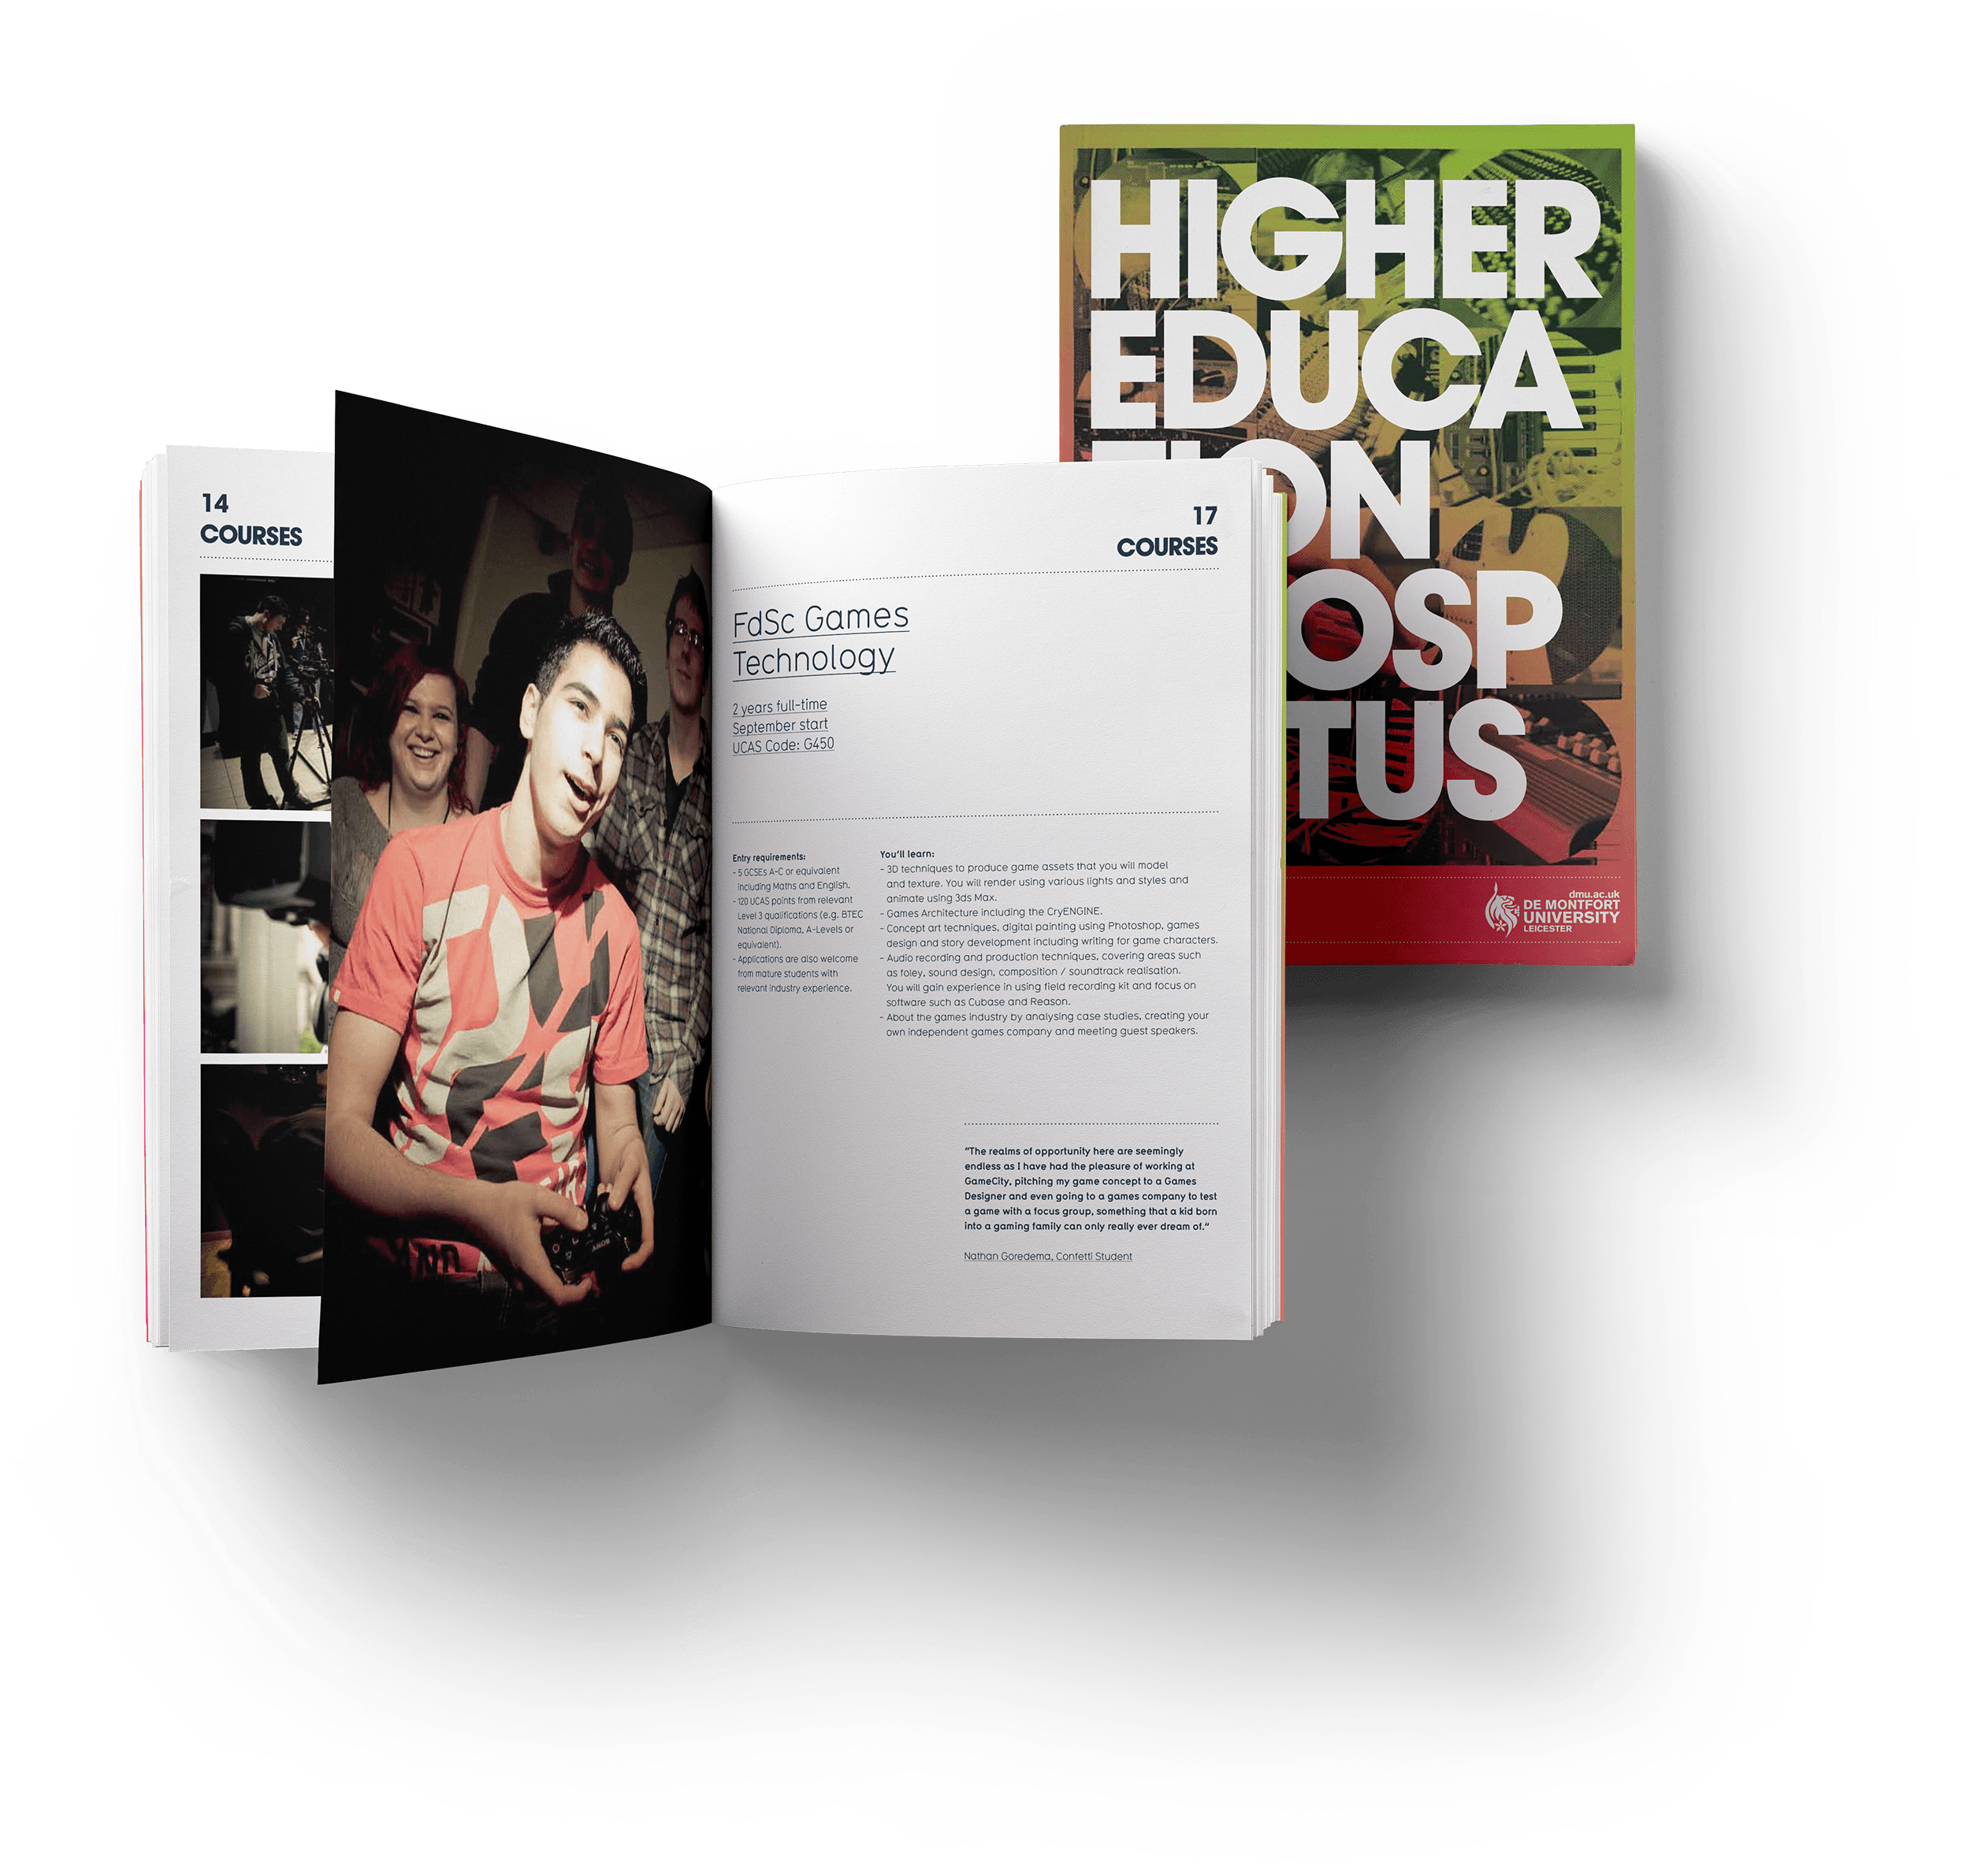 14
COURSES
17
COURSES
FdSc Games
Technology
2 years full-time
September start
UCAS Code: G450
Entry requirements:
- 5 GCSEs A-C or equivalent
including Maths and English.
- 120 UCAS points from relevant
Level 3 qualifications (e.g. BTEC
National Diploma, A-Levels or
equivalent).
- Applications are also welcome
from mature students with
relevant industry experience.
You'll learn:
- 3D techniques to produce game assets that you will model
and texture. You will render using various lights and styles and
animate using 3ds Max.
- Games Architecture including the CryENGINE.
- Concept art techniques, digital painting using Photoshop, games
design and story development including writing for game characters.
- Audio recording and production techniques, covering areas such
as foley, sound design, composition / soundtrack realisation.
You will gain experience in using field recording kit and focus on
software such as Cubase and Reason.
- About the games industry by analysing case studies, creating your
own independent games company and meeting guest speakers.
"The realms of opportunity here are seemingly
endless as I have had the pleasure of working at
GameCity, pitching my game concept to a Games
Designer and even going to a games company to test
a game with a focus group, something that a kid born
into a gaming family can only really ever dream of."
Nathan Goredema, Confetti Student
SONY
HIGHER
EDUCA
TION
OSP
TUS
dmu.ac.uk
DE MONTFORT
UNIVERSITY
LEICESTER